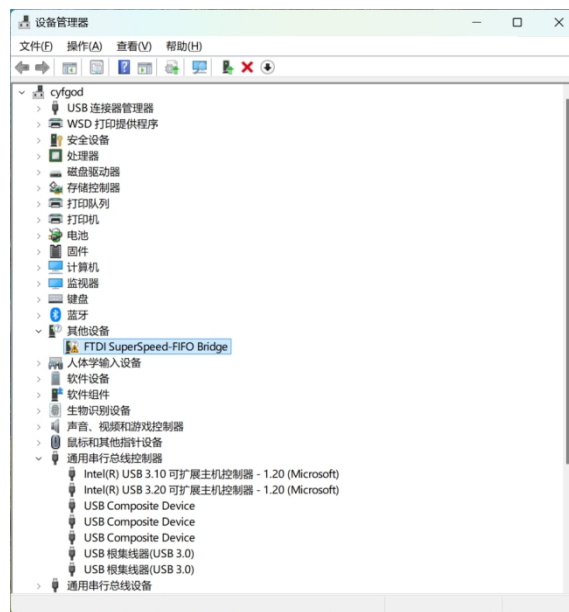 设备管理器
文件(F) 操作(A) 查看(V) 帮助(H)
cyfgod
USB 连接器管理器
WSD 打印提供程序
安全设备
处理器
磁盘驱动器
存储控制器
打印队列
打印机
电池
固件
计算机
监视器
键盘
蓝牙
其他设备
FTDI SuperSpeed-FIFO Bridge
人体学输入设备
软件设备
软件组件
生物识别设备
声音、视频和游戏控制器
鼠标和其他指针设备
通用串行总线控制器
Intel(R) USB 3.10 可扩展主机控制器 - 1.20 (Microsoft)
Intel(R) USB 3.20 可扩展主机控制器 - 1.20 (Microsoft)
USB Composite Device
USB Composite Device
USB Composite Device
USB 根集线器(USB 3.0)
USB 根集线器(USB 3.0)
通用串行总线设备